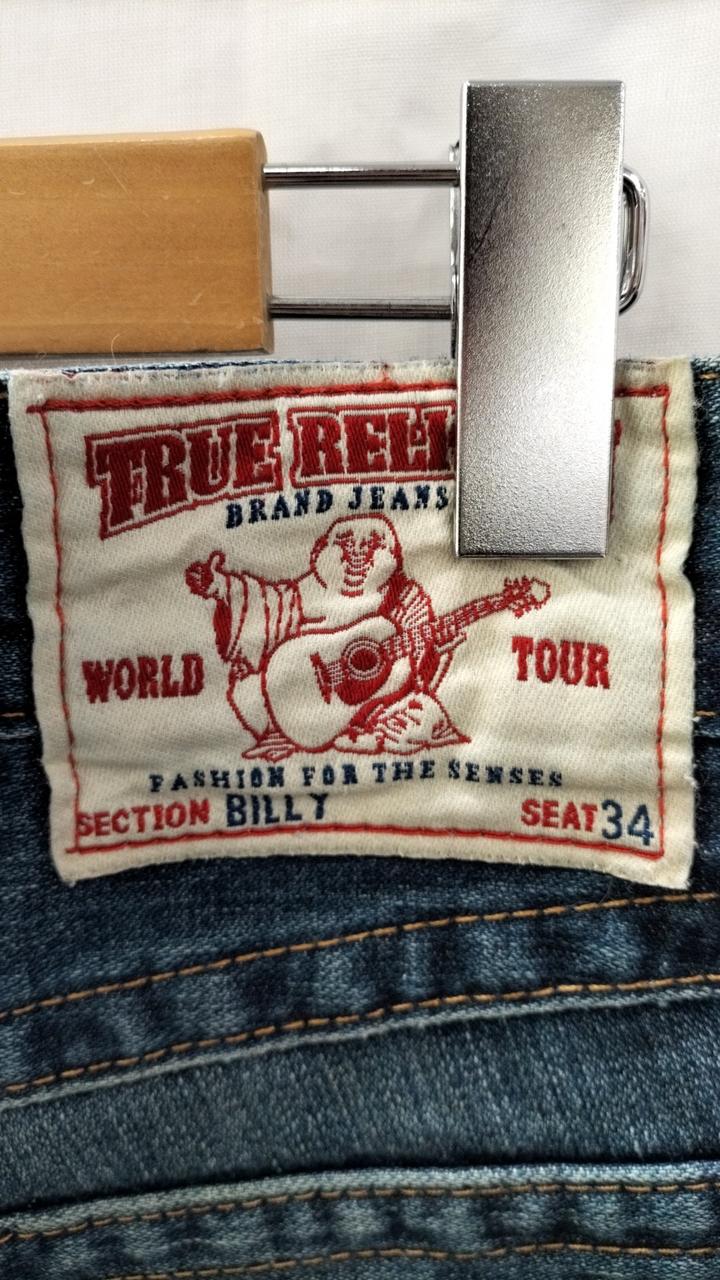 TRUE RELI
BRAND JEANS
WORLD TOUR
FASHION FOR THE SENSES
SECTION BILLY SEAT 34